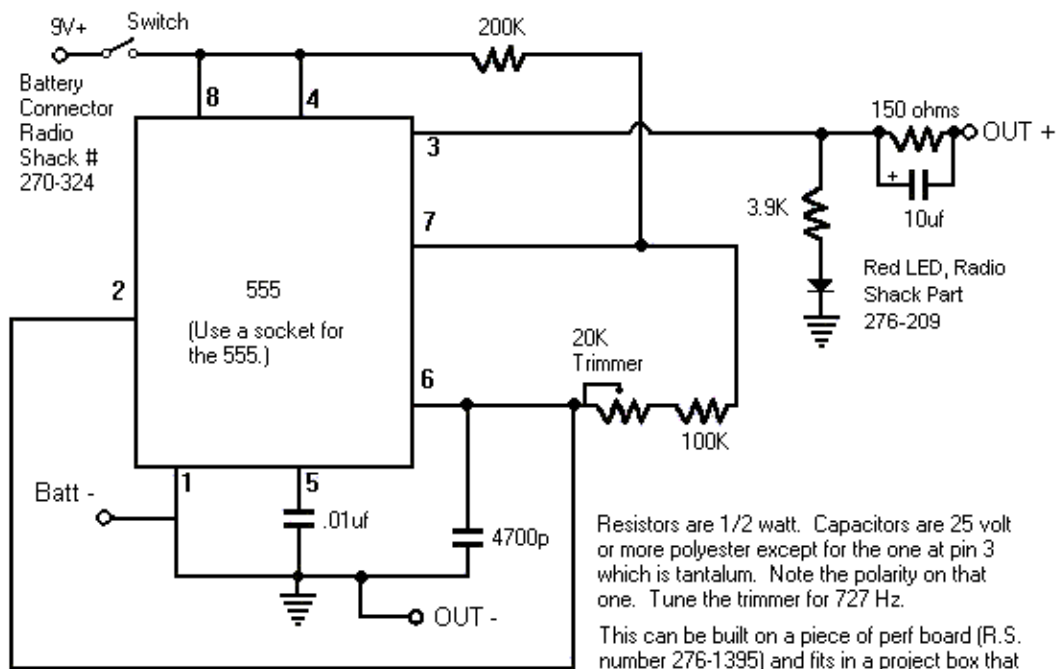 9V+
Switch
200K
Battery
Connector
Radio
Shack #
270-324
8
4
3
150 ohms
OUT +
+
10uf
3.9K
7
Red LED, Radio
Shack Part
276-209
2
555
(Use a socket for
the 555.)
20K
Trimmer
6
100K
1
5
Batt -
.01uf
4700p
OUT -
Resistors are 1/2 watt. Capacitors are 25 volt
or more polyester except for the one at pin 3
which is tantalum. Note the polarity on that
one. Tune the trimmer for 727 Hz.
This can be built on a piece of perf board (R.S.
number 276-1395) and fits in a project box that